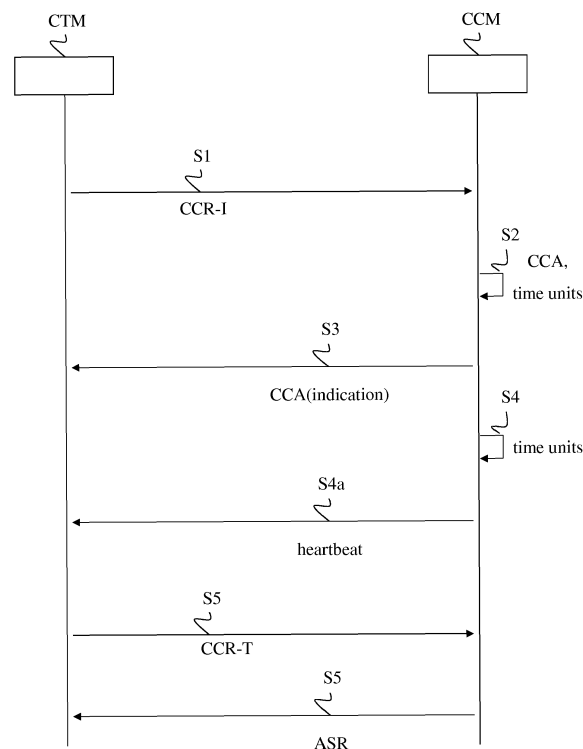 CTM
CCM
S1
CCR-I
S2
CCA,
time units
S3
CCA(indication)
S4
time units
S4a
heartbeat
S5
CCR-T
S5
ASR